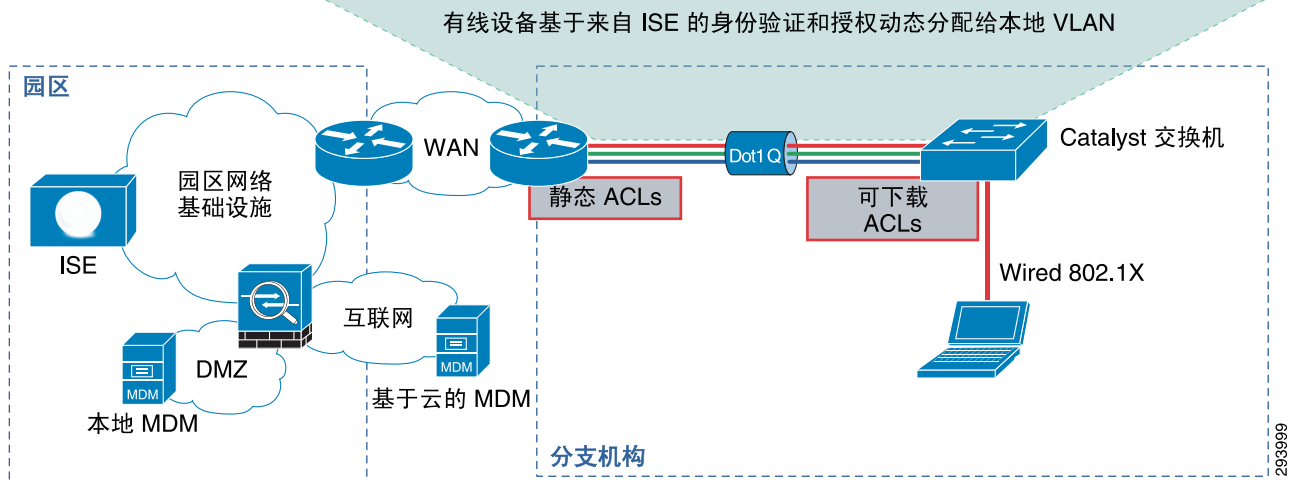 有线设备基于来自 ISE 的身份验证和授权动态分配给本地 VLAN
园区
WAN
Dot1Q
Catalyst 交换机
园区网络
基础设施
静态 ACLs
可下载
ACLs
ISE
Wired 802.1X
互联网
DMZ
MDM
MDM
本地 MDM
基于云的 MDM
分支机构
293999